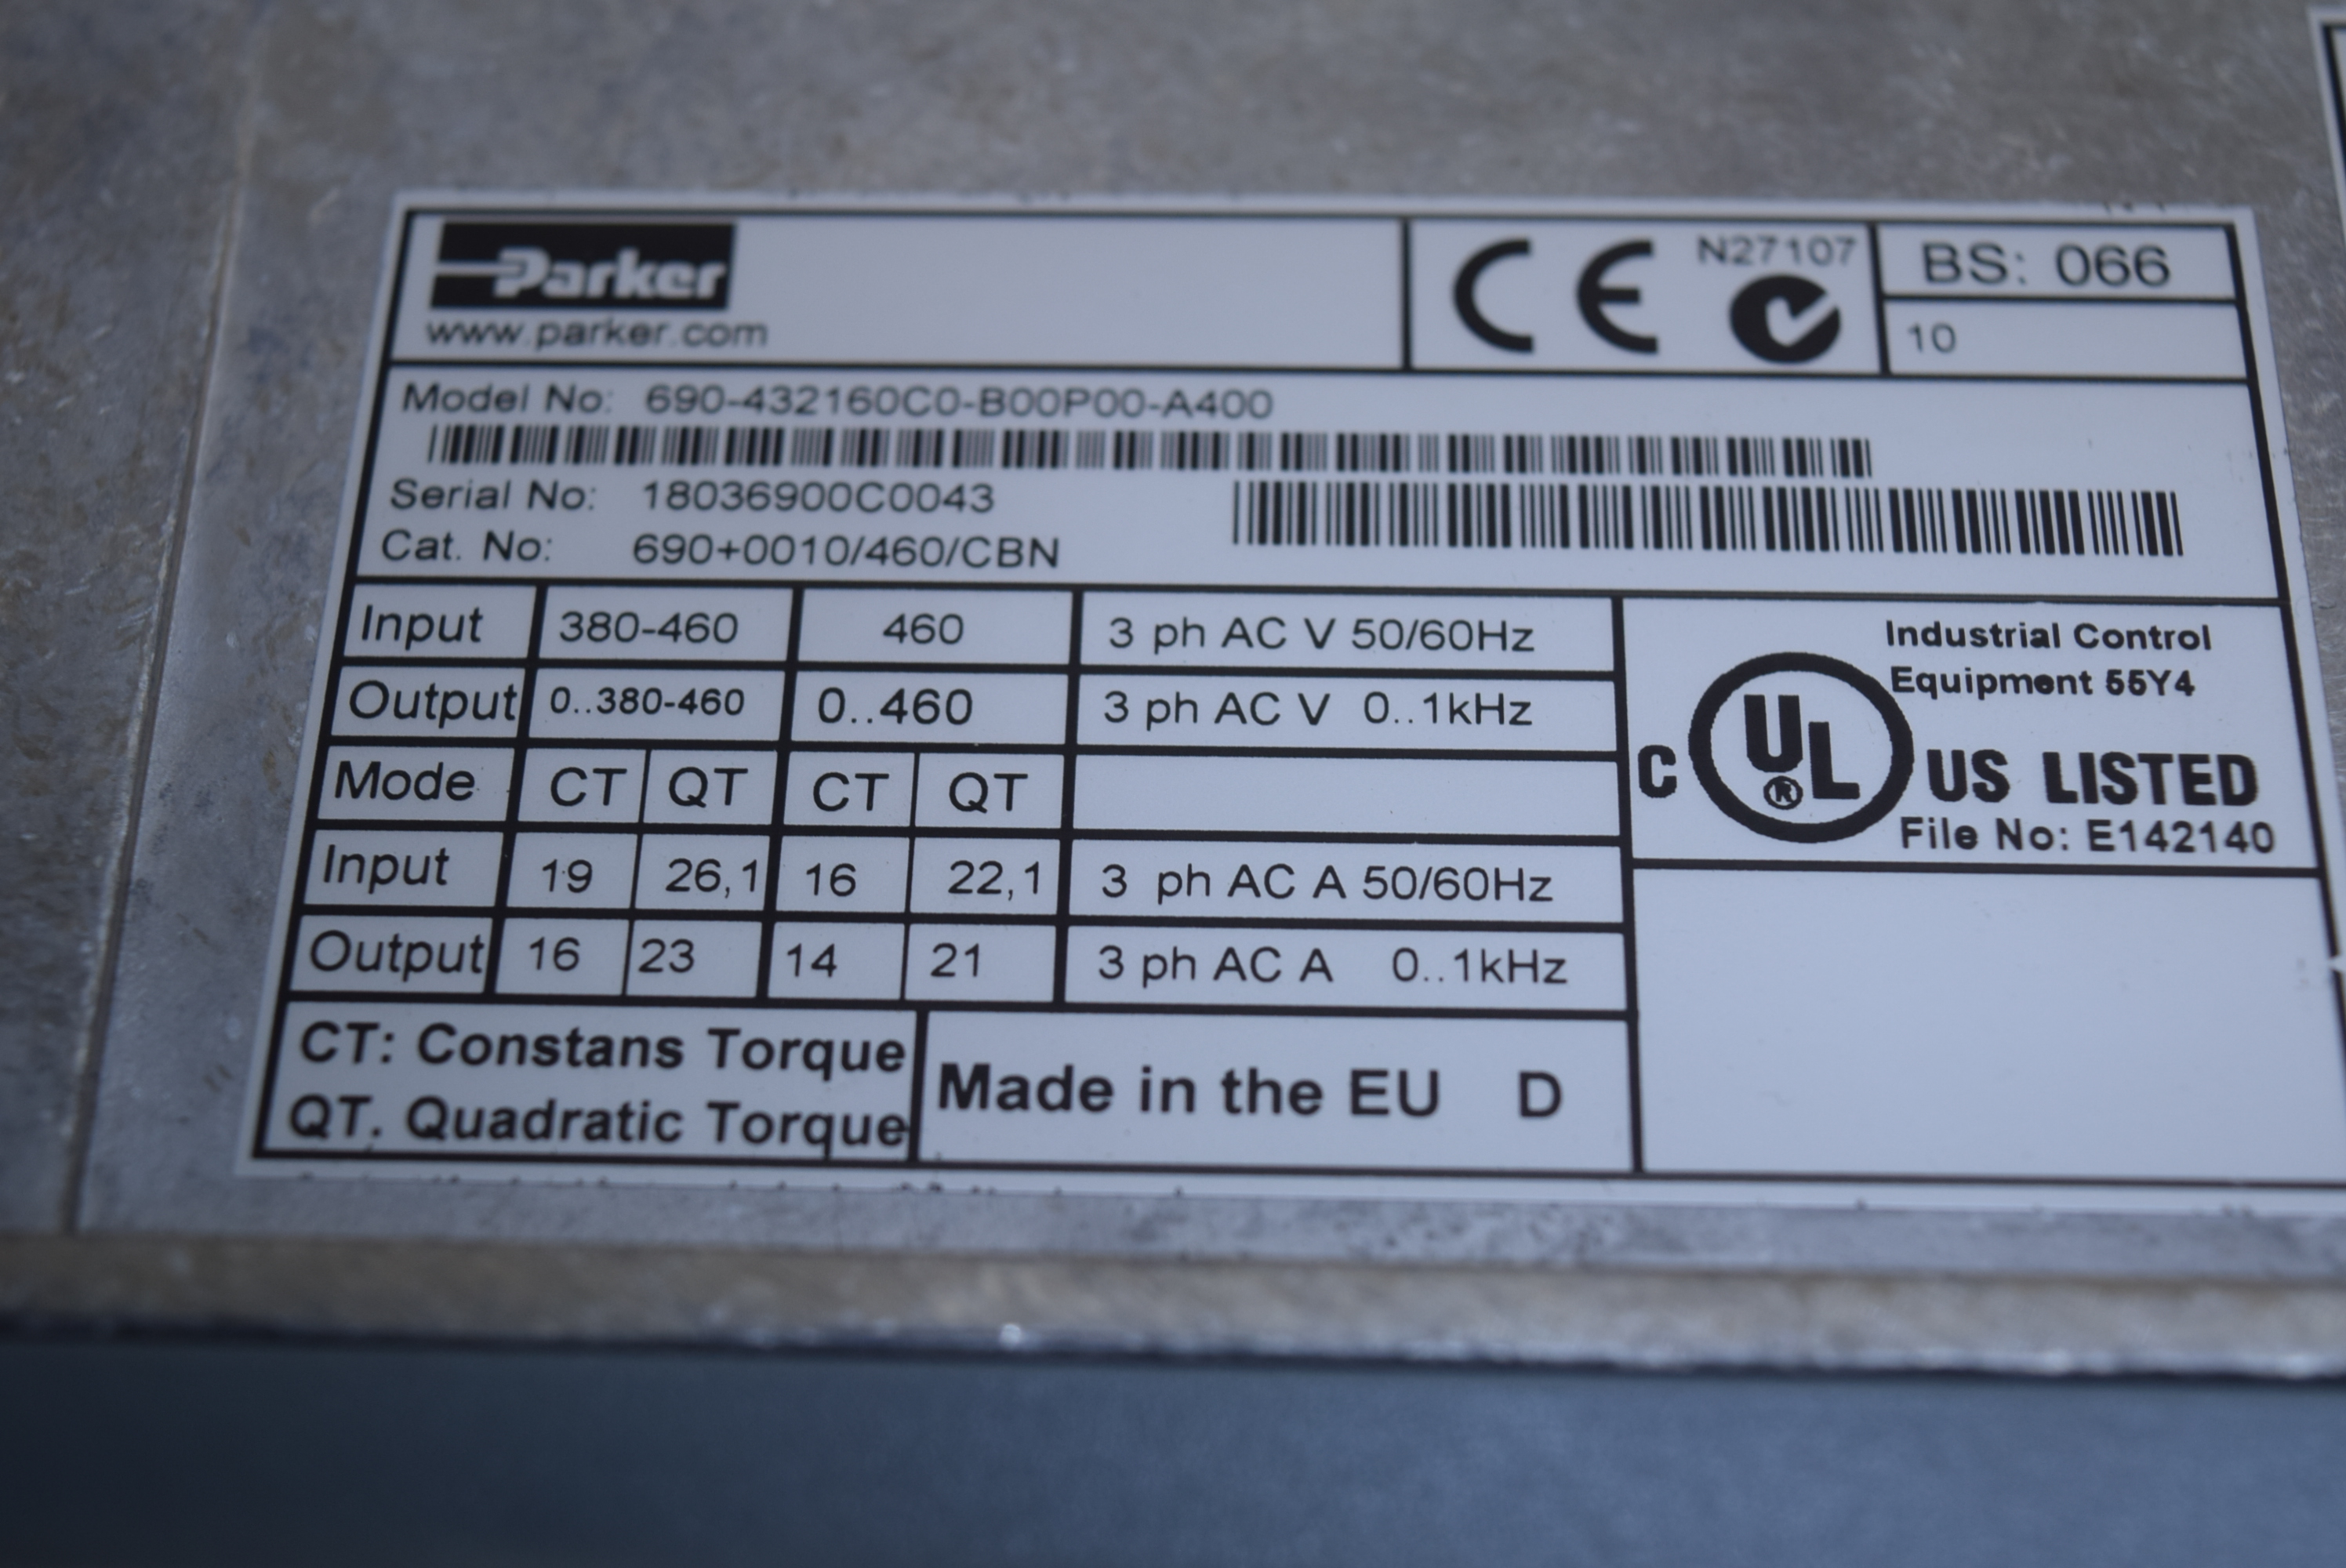 Parker
www.parker.com
N27107
CE
BS: 066
10
Model No: 690-432160C0-B00P00-A400
Serial No: 18036900C0043
Cat. No: 690+0010/460/CBN
Input 380-460 460 3 ph AC V 50/60Hz
Output 0..380-460 0..460 3 ph AC V 0..1kHz
Mode CT QT CT QT
Input 19 26,1 16 22,1 3 ph AC A 50/60Hz
Output 16 23 14 21 3 ph AC A 0..1kHz
Industrial Control
Equipment 55Y4
C UL ® US LISTED
File No: E142140
CT: Constans Torque
QT. Quadratic Torque
Made in the EU D